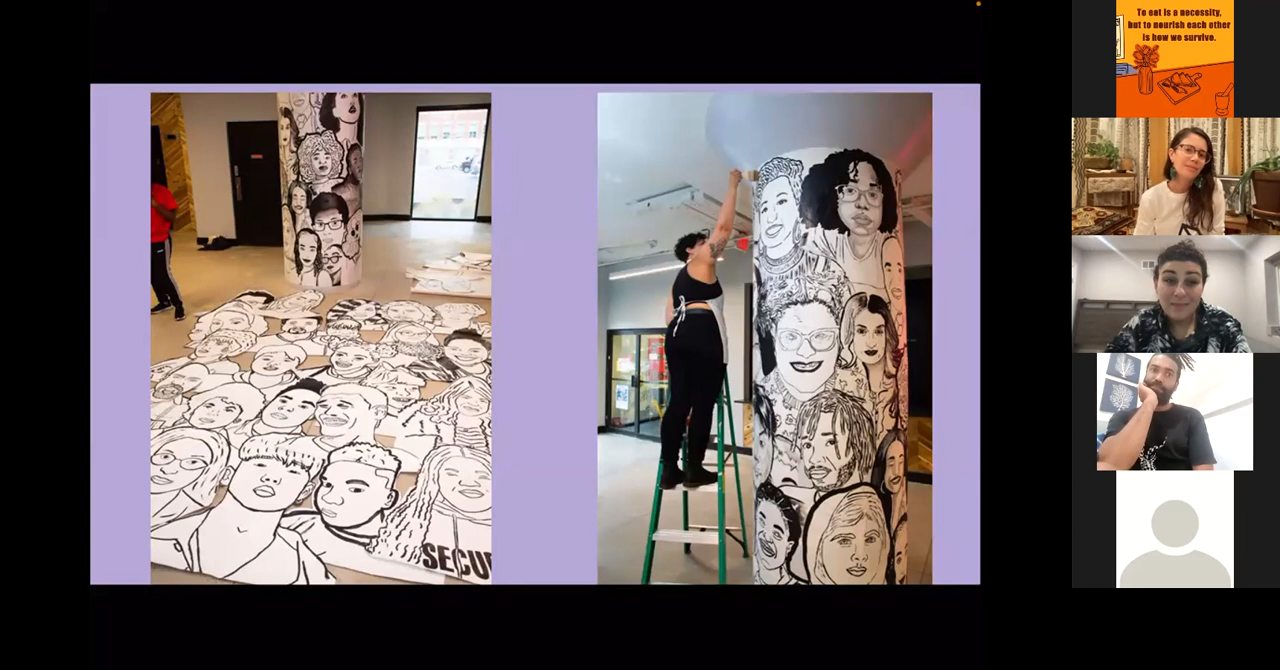 To eat is a necessity,
but to nourish each other
is how we survive.
SECU